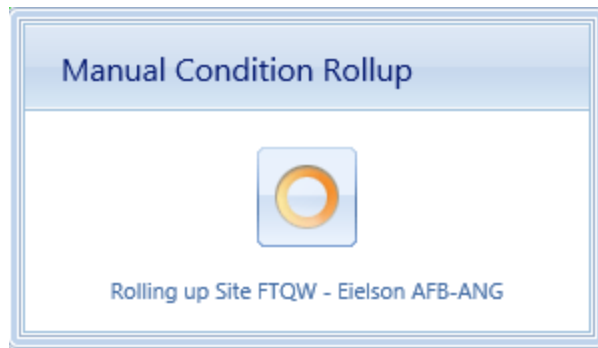 Manual Condition Rollup
Rolling up Site FTQW - Eielson AFB-ANG